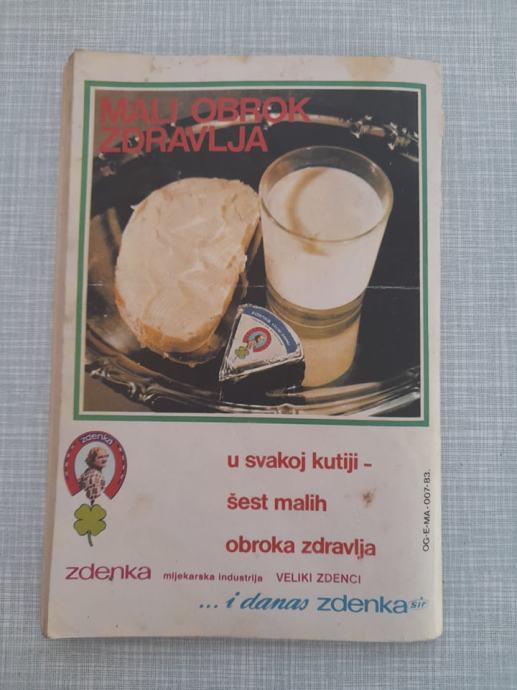 MALI OBROK
ZDRAVLJA
zdenka
u svakoj kutiji -
šest malih
obroka zdravlja
zdenka mljekarska industrija VELIKI ZDENCI
... i danas zdenka sir
OG-E-MA-007-83.